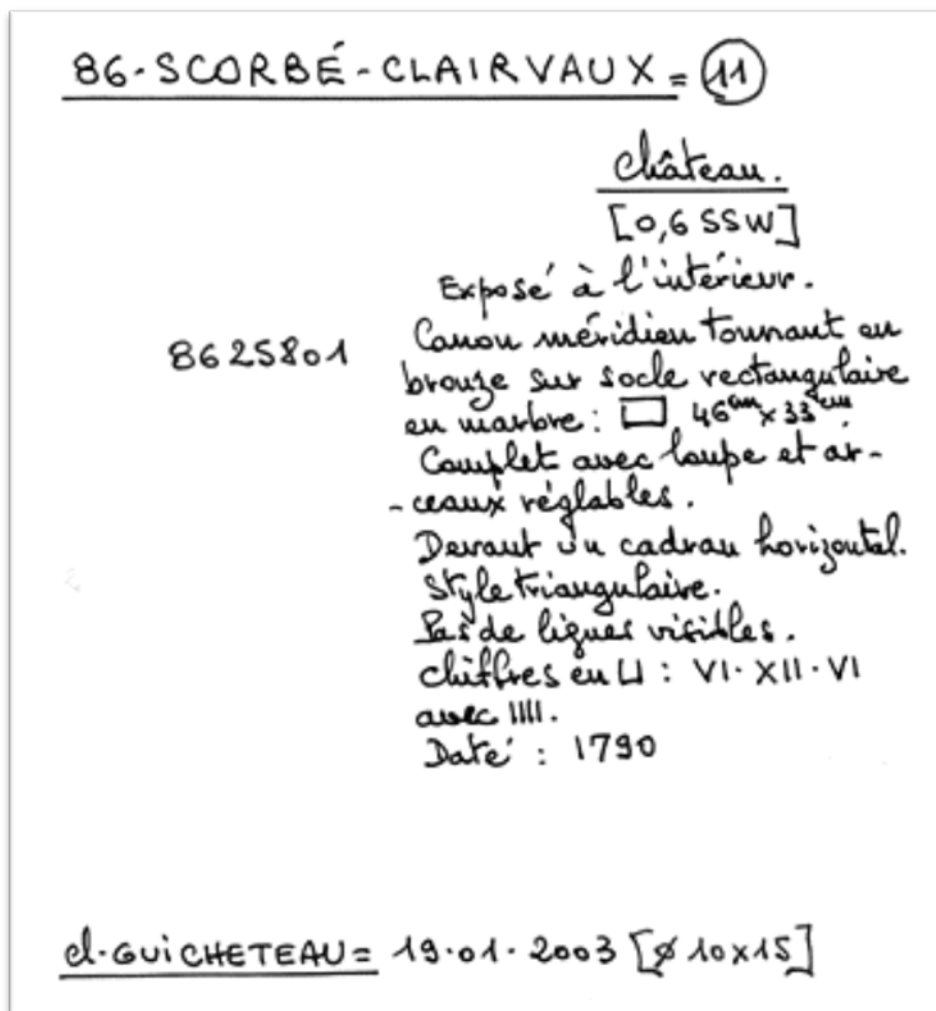 86-SCORBÉ-CLAIRVAUX = 11
Château.
[0,6 SSW]
Exposé à l'intérieur.
8625801 Canon méridien tournant en
bronze sur socle rectangulaire
en marbre : ▭ 46cm x 33cm
Complet avec loupe et ar-
-ceaux réglables.
Devant un cadran horizontal.
Style triangulaire.
Pas de lignes visibles.
Chiffres en ⊔ : VI·XII·VI
avec IIII.
Daté : 1790
cl·GUICHETEAU = 19·01·2003 [ø 10x15]